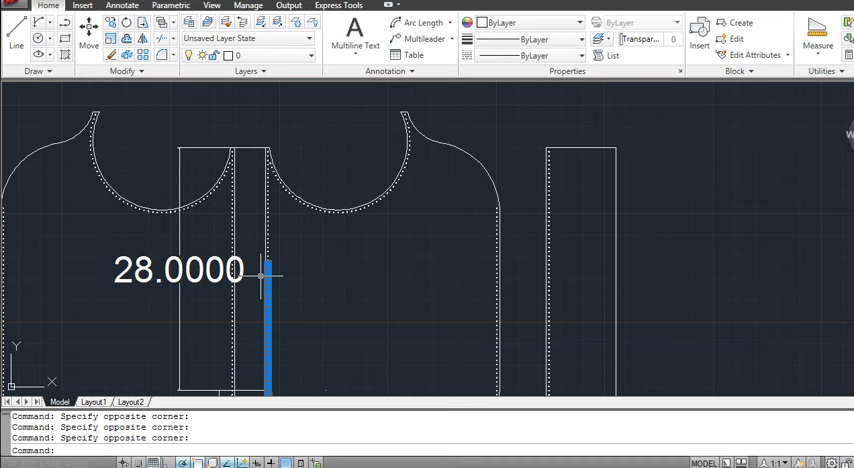 Home Insert Annotate Parametric View Manage Output Express Tools
Line
Move
Unsaved Layer State
0
Multiline Text
Arc Length
Multileader
Table
ByLayer
ByLayer
ByLayer
ByLayer
Transpar... 0
List
Insert
Create
Edit
Edit Attributes
Measure
Draw Modify Layers Annotation Properties Block Utilities
W
28.0000
Y
X
Model Layout1 Layout2
Command: Specify opposite corner:
Command: Specify opposite corner:
Command: Specify opposite corner:
Command:
MODEL 1:1